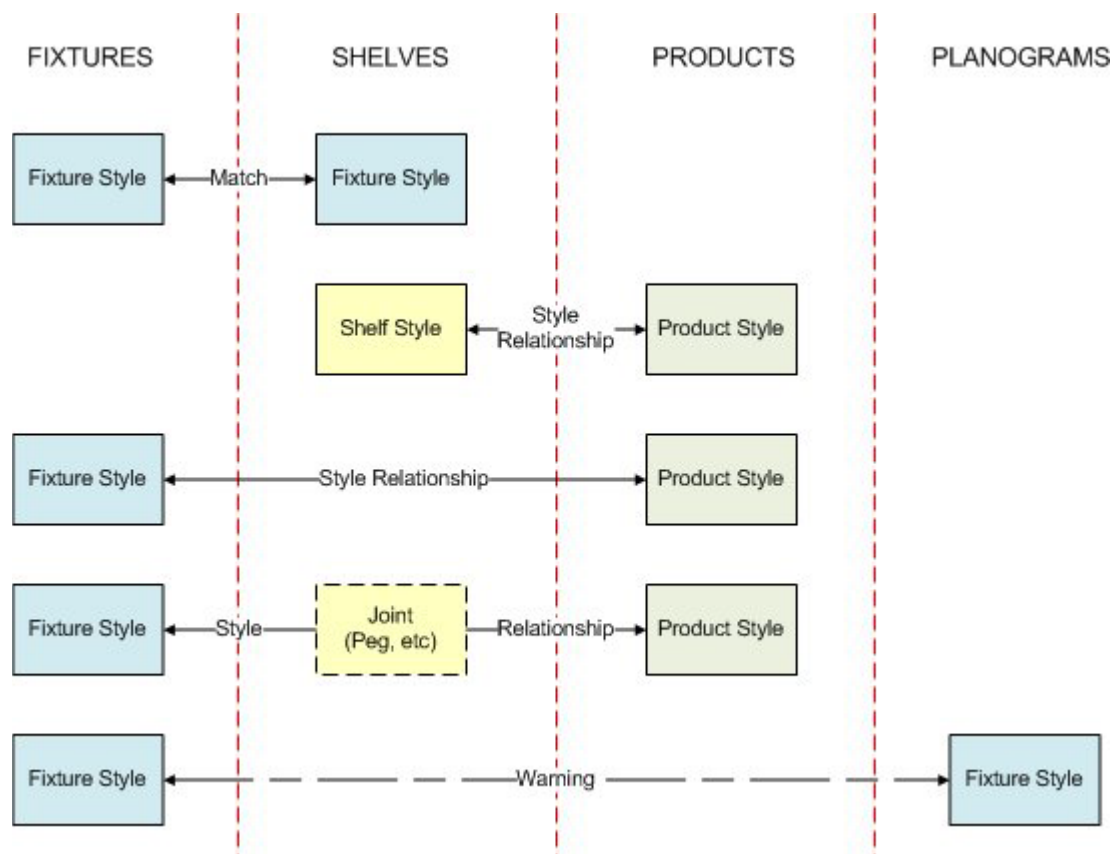 FIXTURES
SHELVES
PRODUCTS
PLANOGRAMS
Fixture Style
Match
Fixture Style
Shelf Style
Style
Relationship
Product Style
Fixture Style
Style Relationship
Product Style
Fixture Style
Style
Joint
(Peg, etc)
Relationship
Product Style
Fixture Style
Warning
Fixture Style